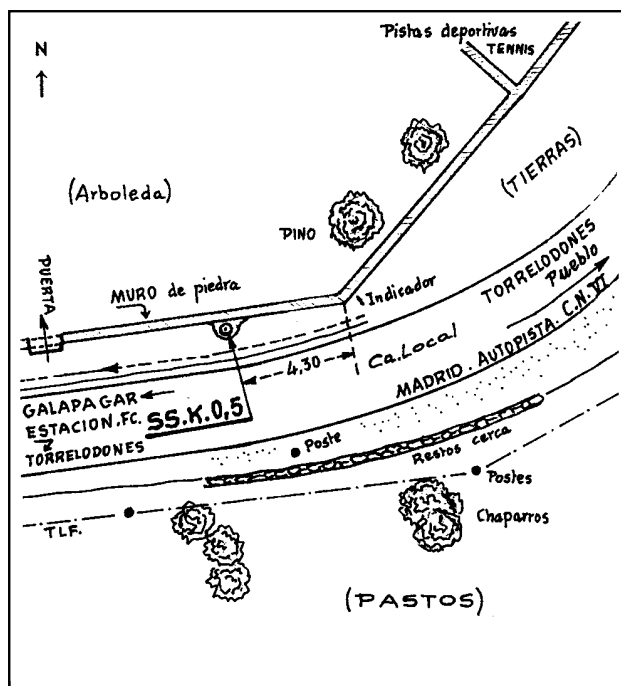 Pistas deportivas
TENNIS
N
(Arboleda)
PINO
(TIERRAS)
PUERTA
MURO de piedra
Indicador
TORRELODONES
Pueblo
4,30
Ca. Local
MADRID. AUTOPISTA. C.N. VI
GALAPAGAR
ESTACION.FC.
TORRELODONES
SS.K.0,5
Poste
Restos cerca
Postes
TLF.
Chaparros
(PASTOS)